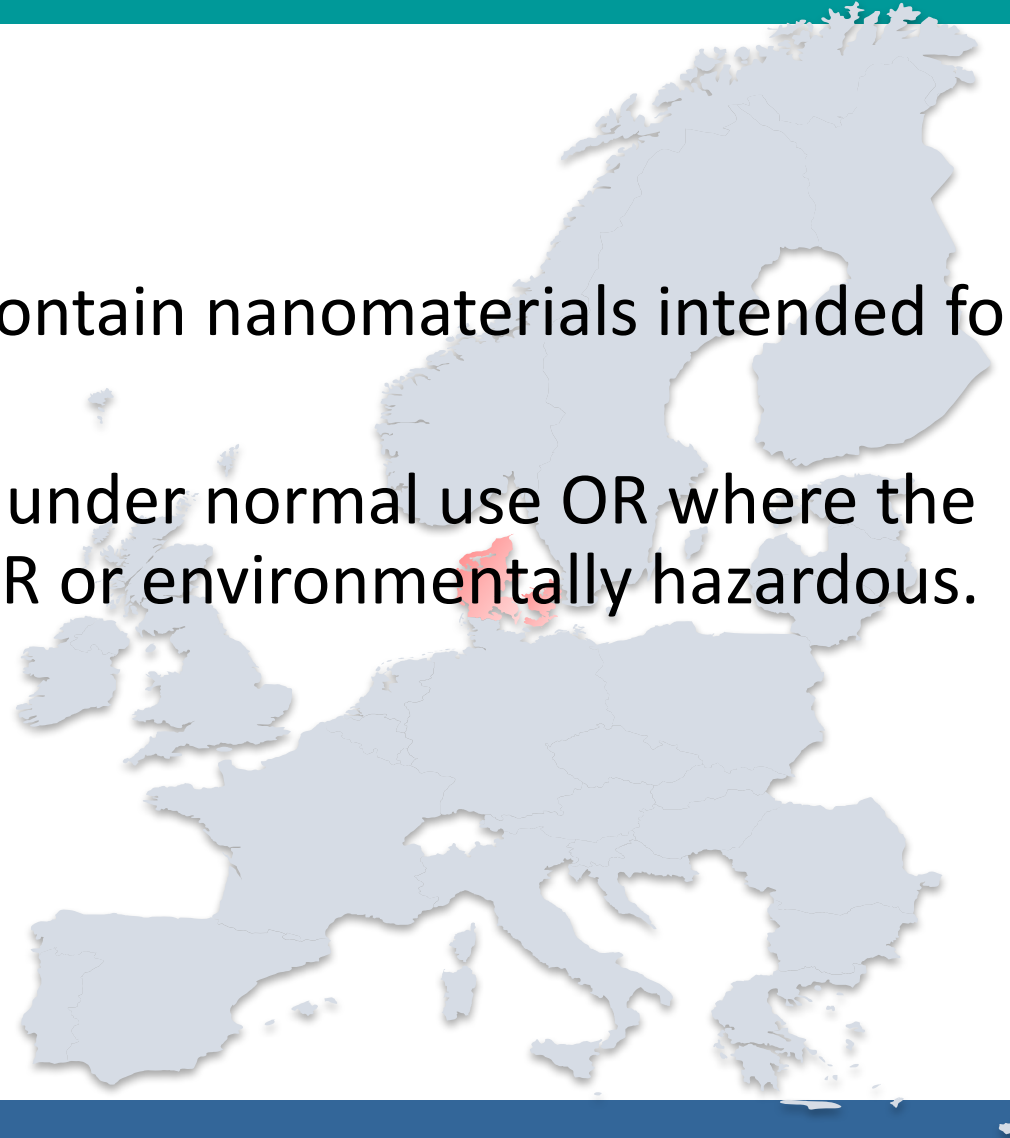 ontain nanomaterials intended fo
under normal use OR where the
R or environmentally hazardous.